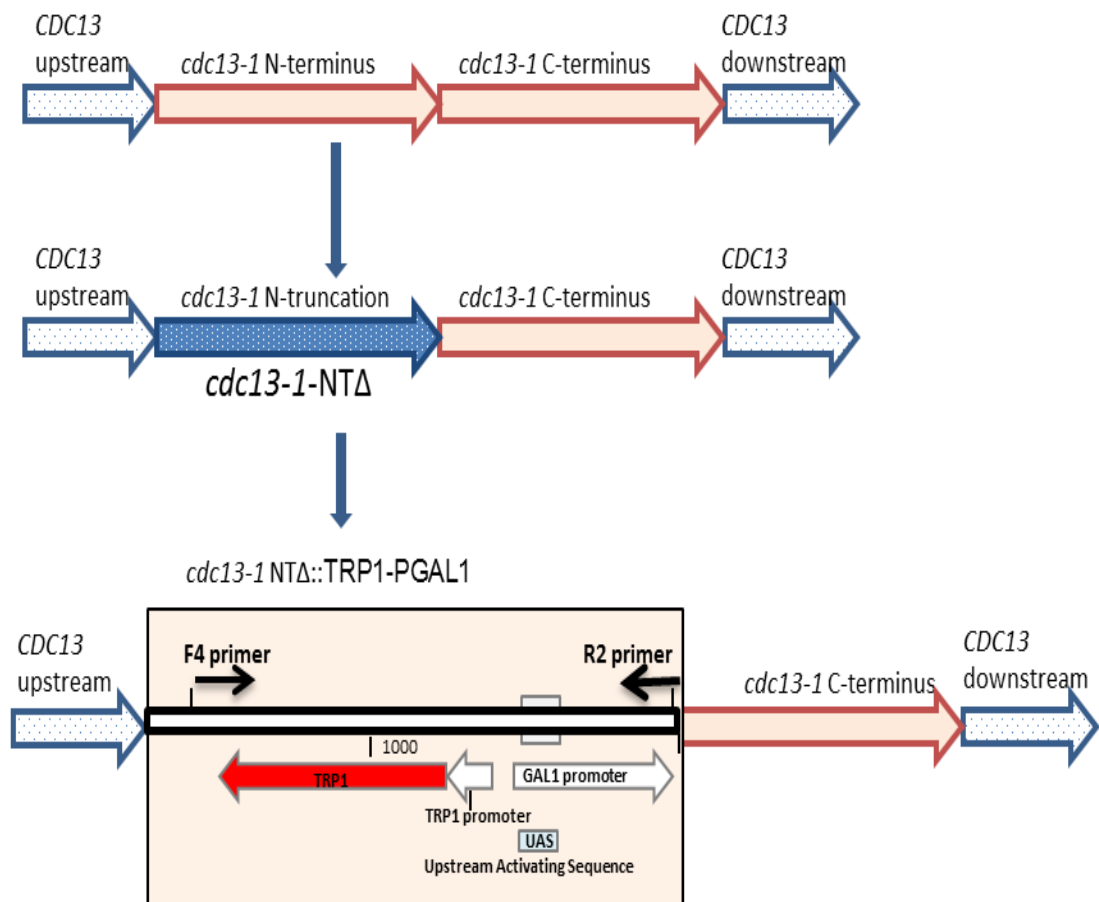 CDC13
upstream
cdc13-1 N-terminus
cdc13-1 C-terminus
CDC13
downstream
CDC13
upstream
cdc13-1 N-truncation
cdc13-1 C-terminus
CDC13
downstream
cdc13-1-NTΔ
cdc13-1 NTΔ::TRP1-PGAL1
CDC13
upstream
F4 primer
R2 primer
cdc13-1 C-terminus
CDC13
downstream
1000
TRP1
GAL1 promoter
TRP1 promoter
UAS
Upstream Activating Sequence